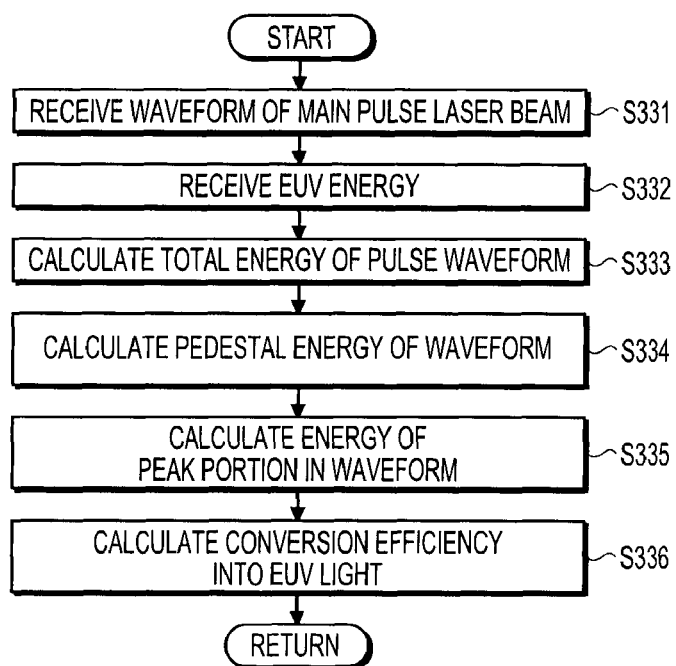 START
RECEIVE WAVEFORM OF MAIN PULSE LASER BEAM S331
RECEIVE EUV ENERGY S332
CALCULATE TOTAL ENERGY OF PULSE WAVEFORM S333
CALCULATE PEDESTAL ENERGY OF WAVEFORM S334
CALCULATE ENERGY OF
PEAK PORTION IN WAVEFORM S335
CALCULATE CONVERSION EFFICIENCY
INTO EUV LIGHT S336
RETURN